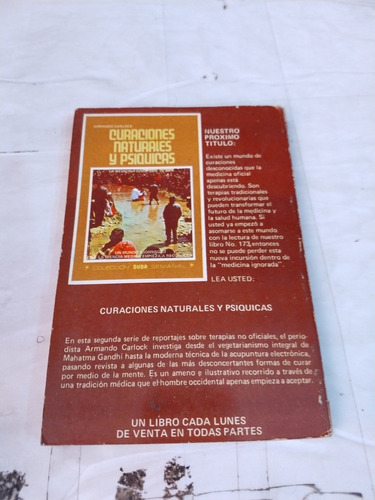 ARMANDO CARLOCK
CURACIONES
NATURALES
Y PSIQUICAS
COLECCION DUDA SEMANAL
NUESTRO
PROXIMO
TITULO:
Existe un mundo de
curaciones
desconocidas que la
medicina oficial
apenas está
descubriendo. Son
terapias tradicionales
y revolucionarias que
pueden transformar el
futuro de la medicina y
la salud humana. Si
usted ya empezó a
asomarse a este mundo
con la lectura de nuestro
libro No. 173, entonces
no se puede perder esta
nueva incursión dentro de
la "medicina ignorada".
LEA USTED:
CURACIONES NATURALES Y PSIQUICAS
En esta segunda serie de reportajes sobre terapias no oficiales, el perio-
dista Armando Carlock investiga desde el vegetarianismo integral de
Mahatma Gandhi hasta la moderna técnica de la acupuntura electrónica,
pasando revista a algunas de las más desconcertantes formas de curar
por medio de la mente. Es un ameno e ilustrativo recorrido a través de
una tradición médica que el hombre occidental apenas empieza a aceptar.
UN LIBRO CADA LUNES
DE VENTA EN TODAS PARTES